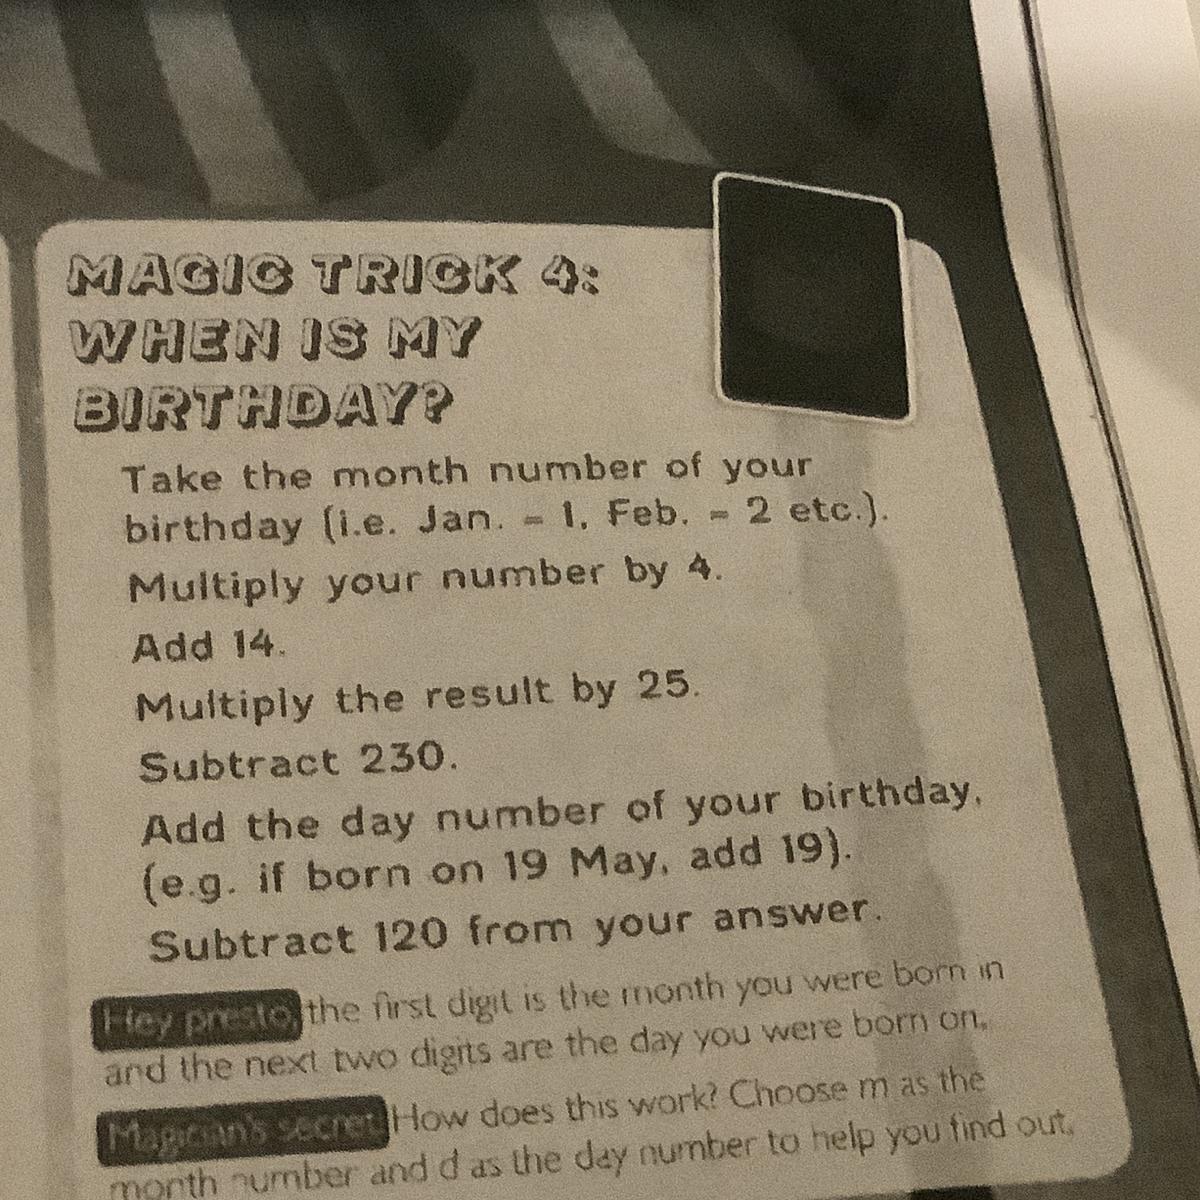 MAGIC TRICK 4:
WHEN IS MY
BIRTHDAY?
Take the month number of your
birthday (i.e. Jan. = 1, Feb. = 2 etc.).
Multiply your number by 4.
Add 14.
Multiply the result by 25.
Subtract 230.
Add the day number of your birthday,
(e.g. if born on 19 May, add 19).
Subtract 120 from your answer.
Hey presto, the first digit is the month you were born in
and the next two digits are the day you were born on.
Magician's secret How does this work? Choose m as the
month number and d as the day number to help you find out.